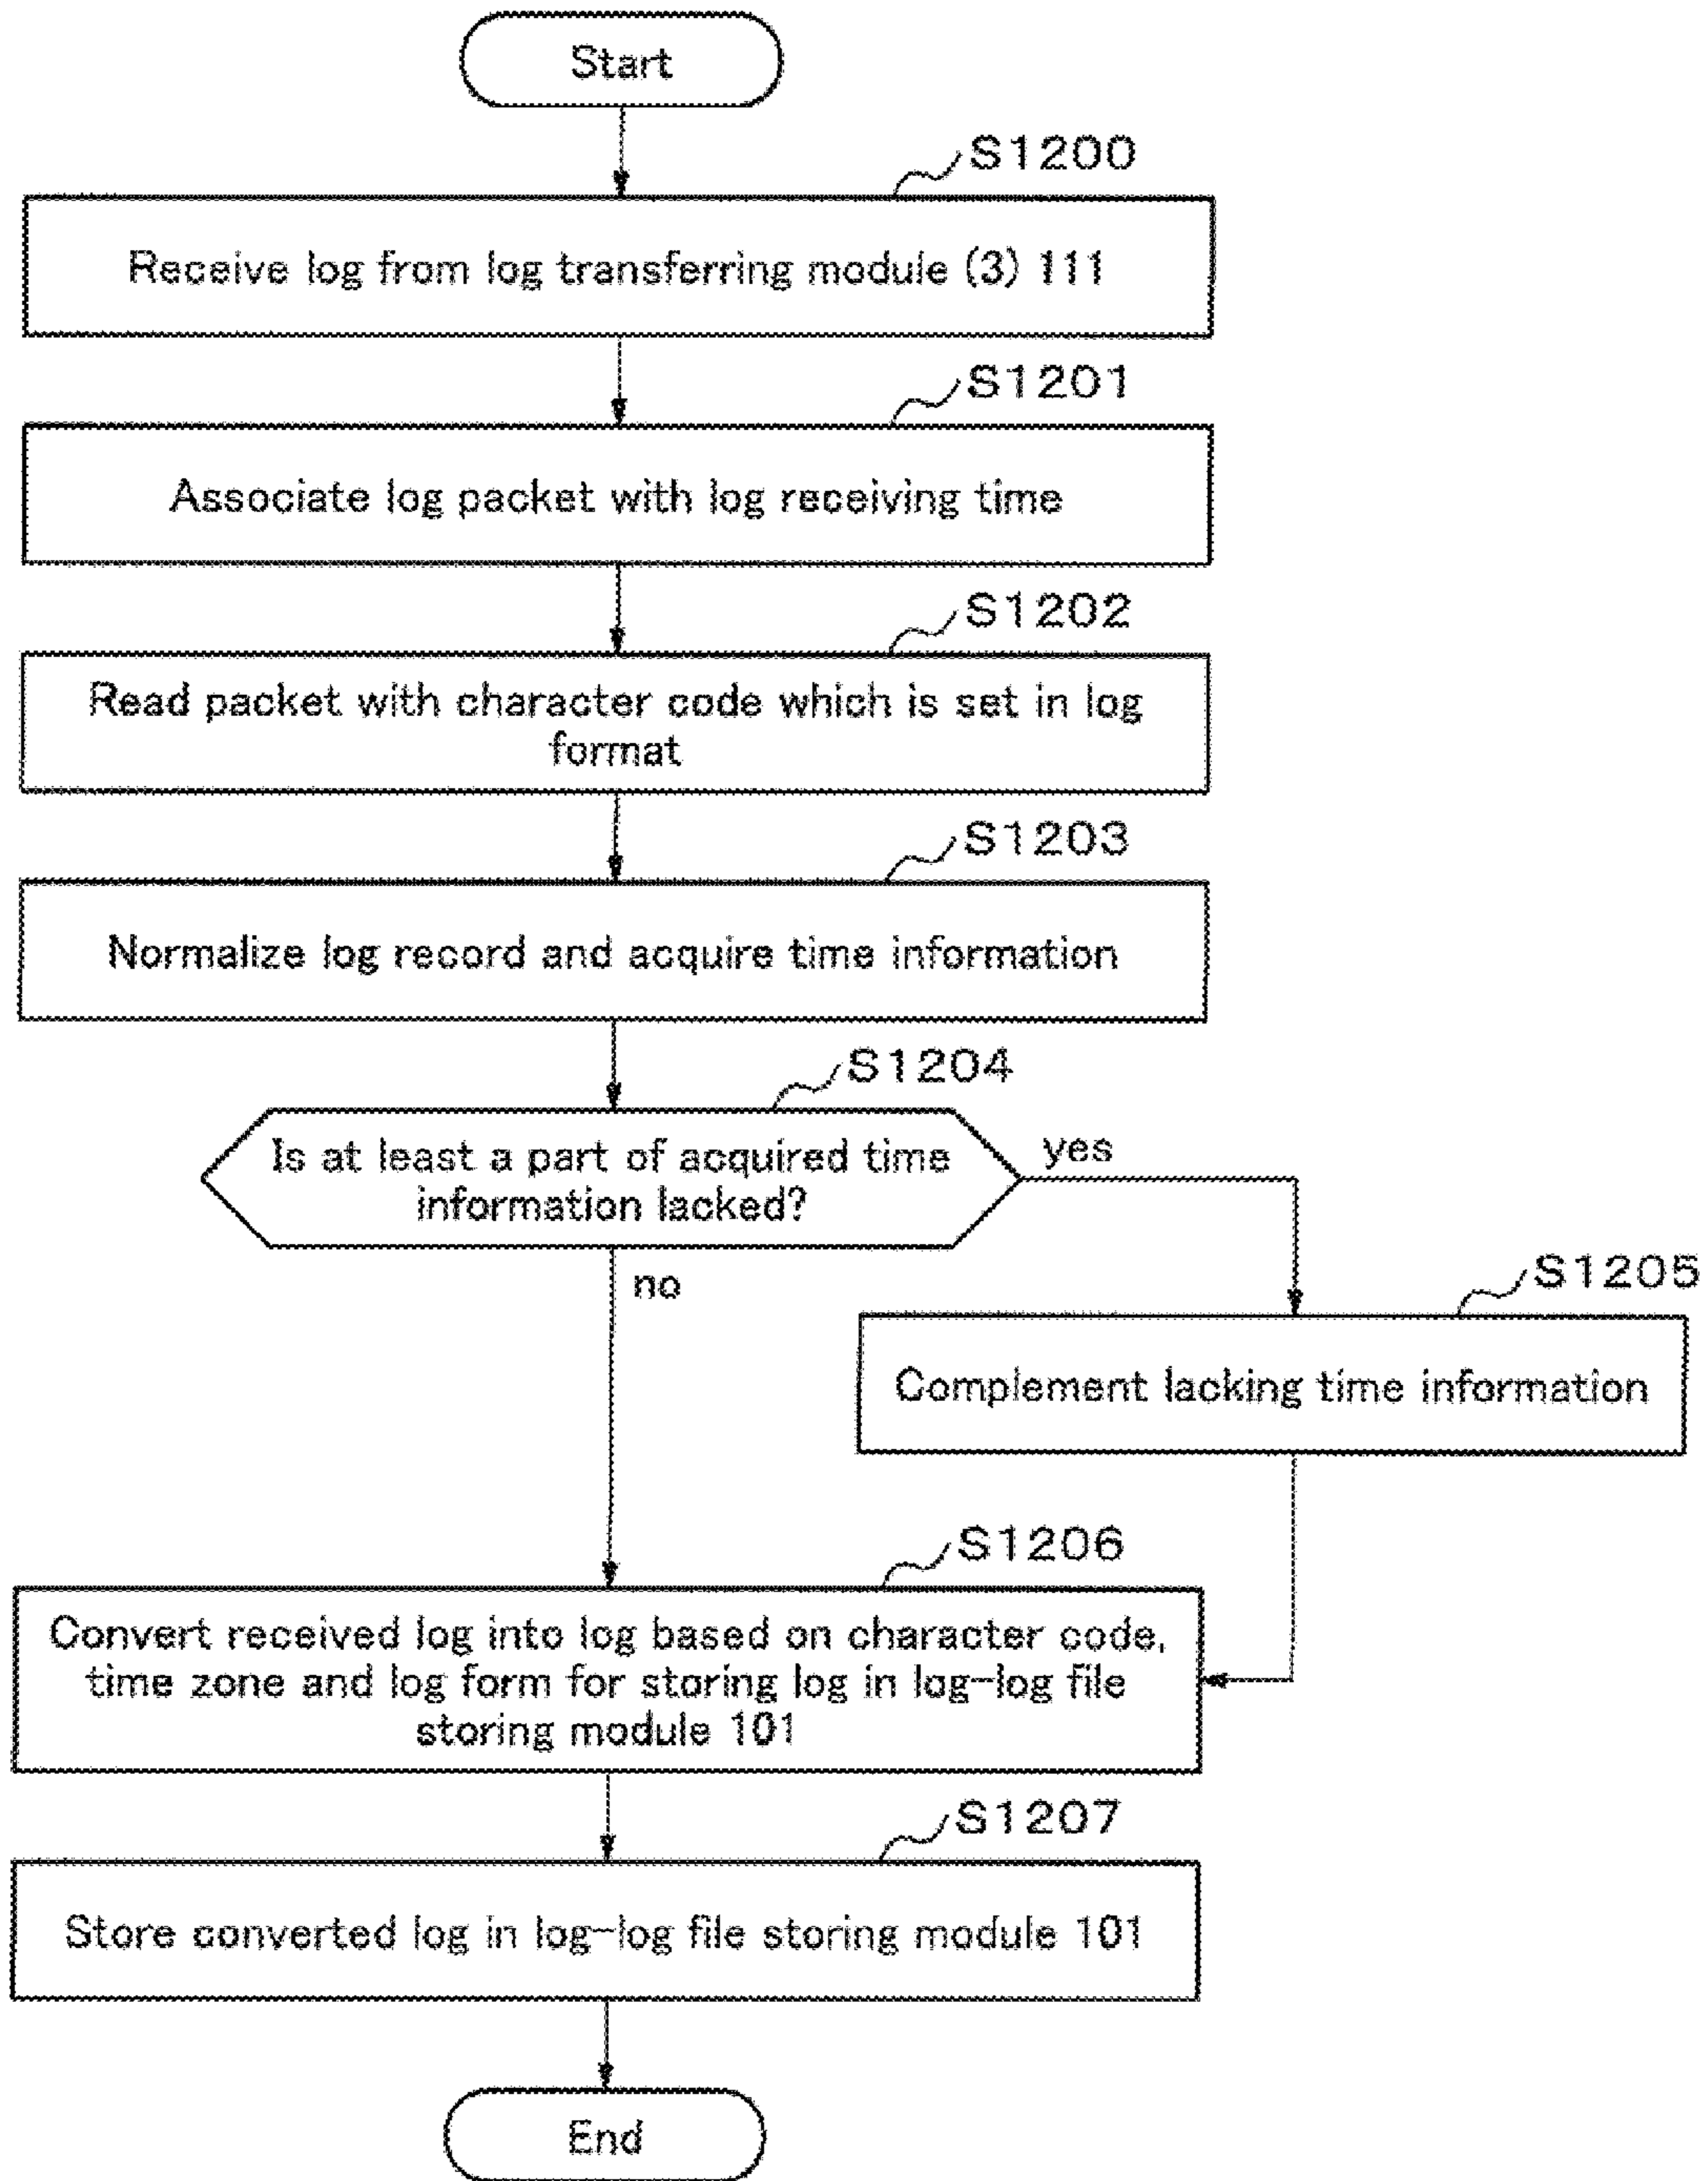 Start
S1200
Receive log from log transferring module (3) 111
S1201
Associate log packet with log receiving time
S1202
Read packet with character code which is set in log
format
S1203
Normalize log record and acquire time information
S1204
Is at least a part of acquired time
information lacked?
yes
no
S1205
Complement lacking time information
S1206
Convert received log into log based on character code,
time zone and log form for storing log in log-log file
storing module 101
S1207
Store converted log in log-log file storing module 101
End